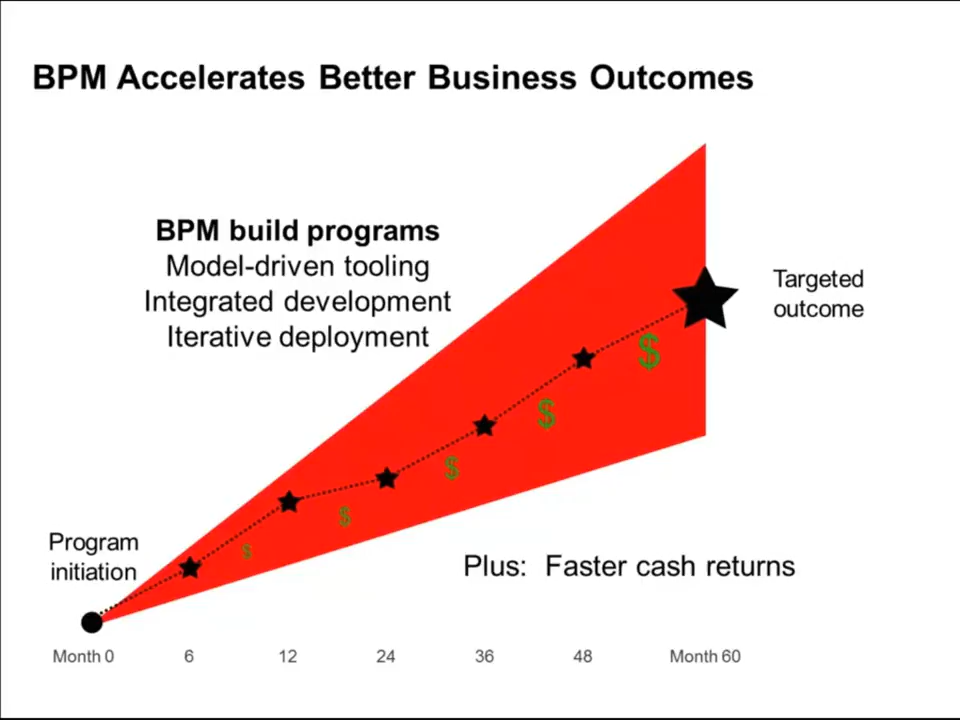 BPM Accelerates Better Business Outcomes
BPM build programs
Model-driven tooling
Integrated development
Iterative deployment
Targeted
outcome
$
$
$
$
$
Program
initiation
Plus: Faster cash returns
Month 0 6 12 24 36 48 Month 60